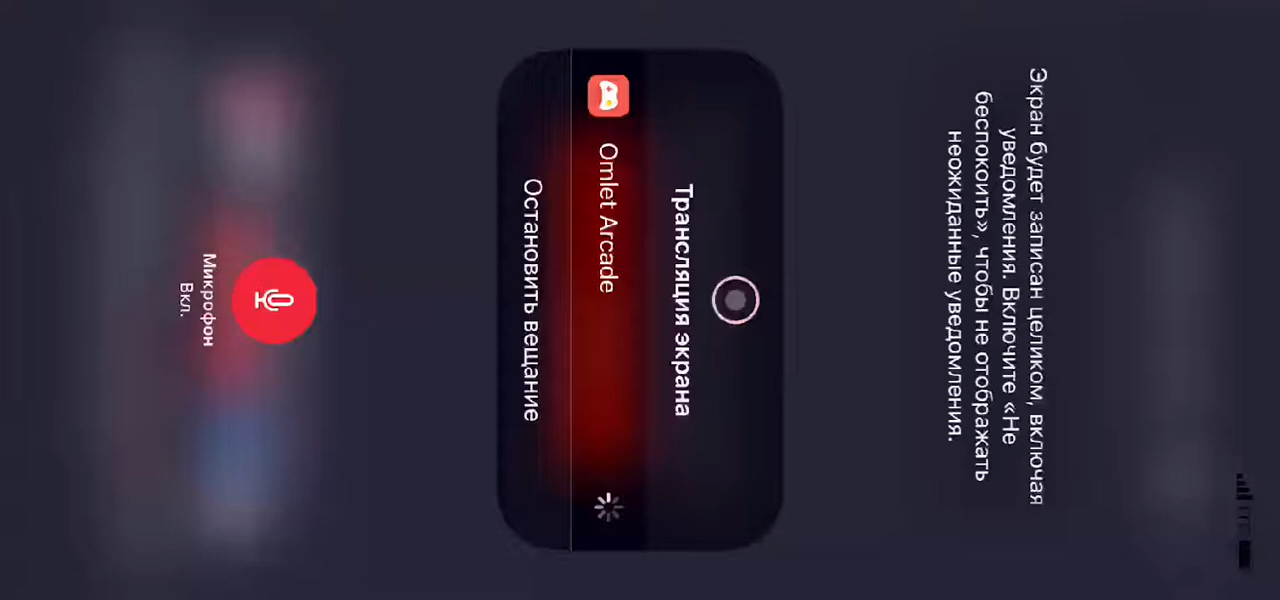 Экран будет записан целиком, включая
уведомления. Включите «Не
беспокоить», чтобы не отображать
неожиданные уведомления.
Трансляция экрана
Omlet Arcade
Остановить вещание
Микрофон
Вкл.